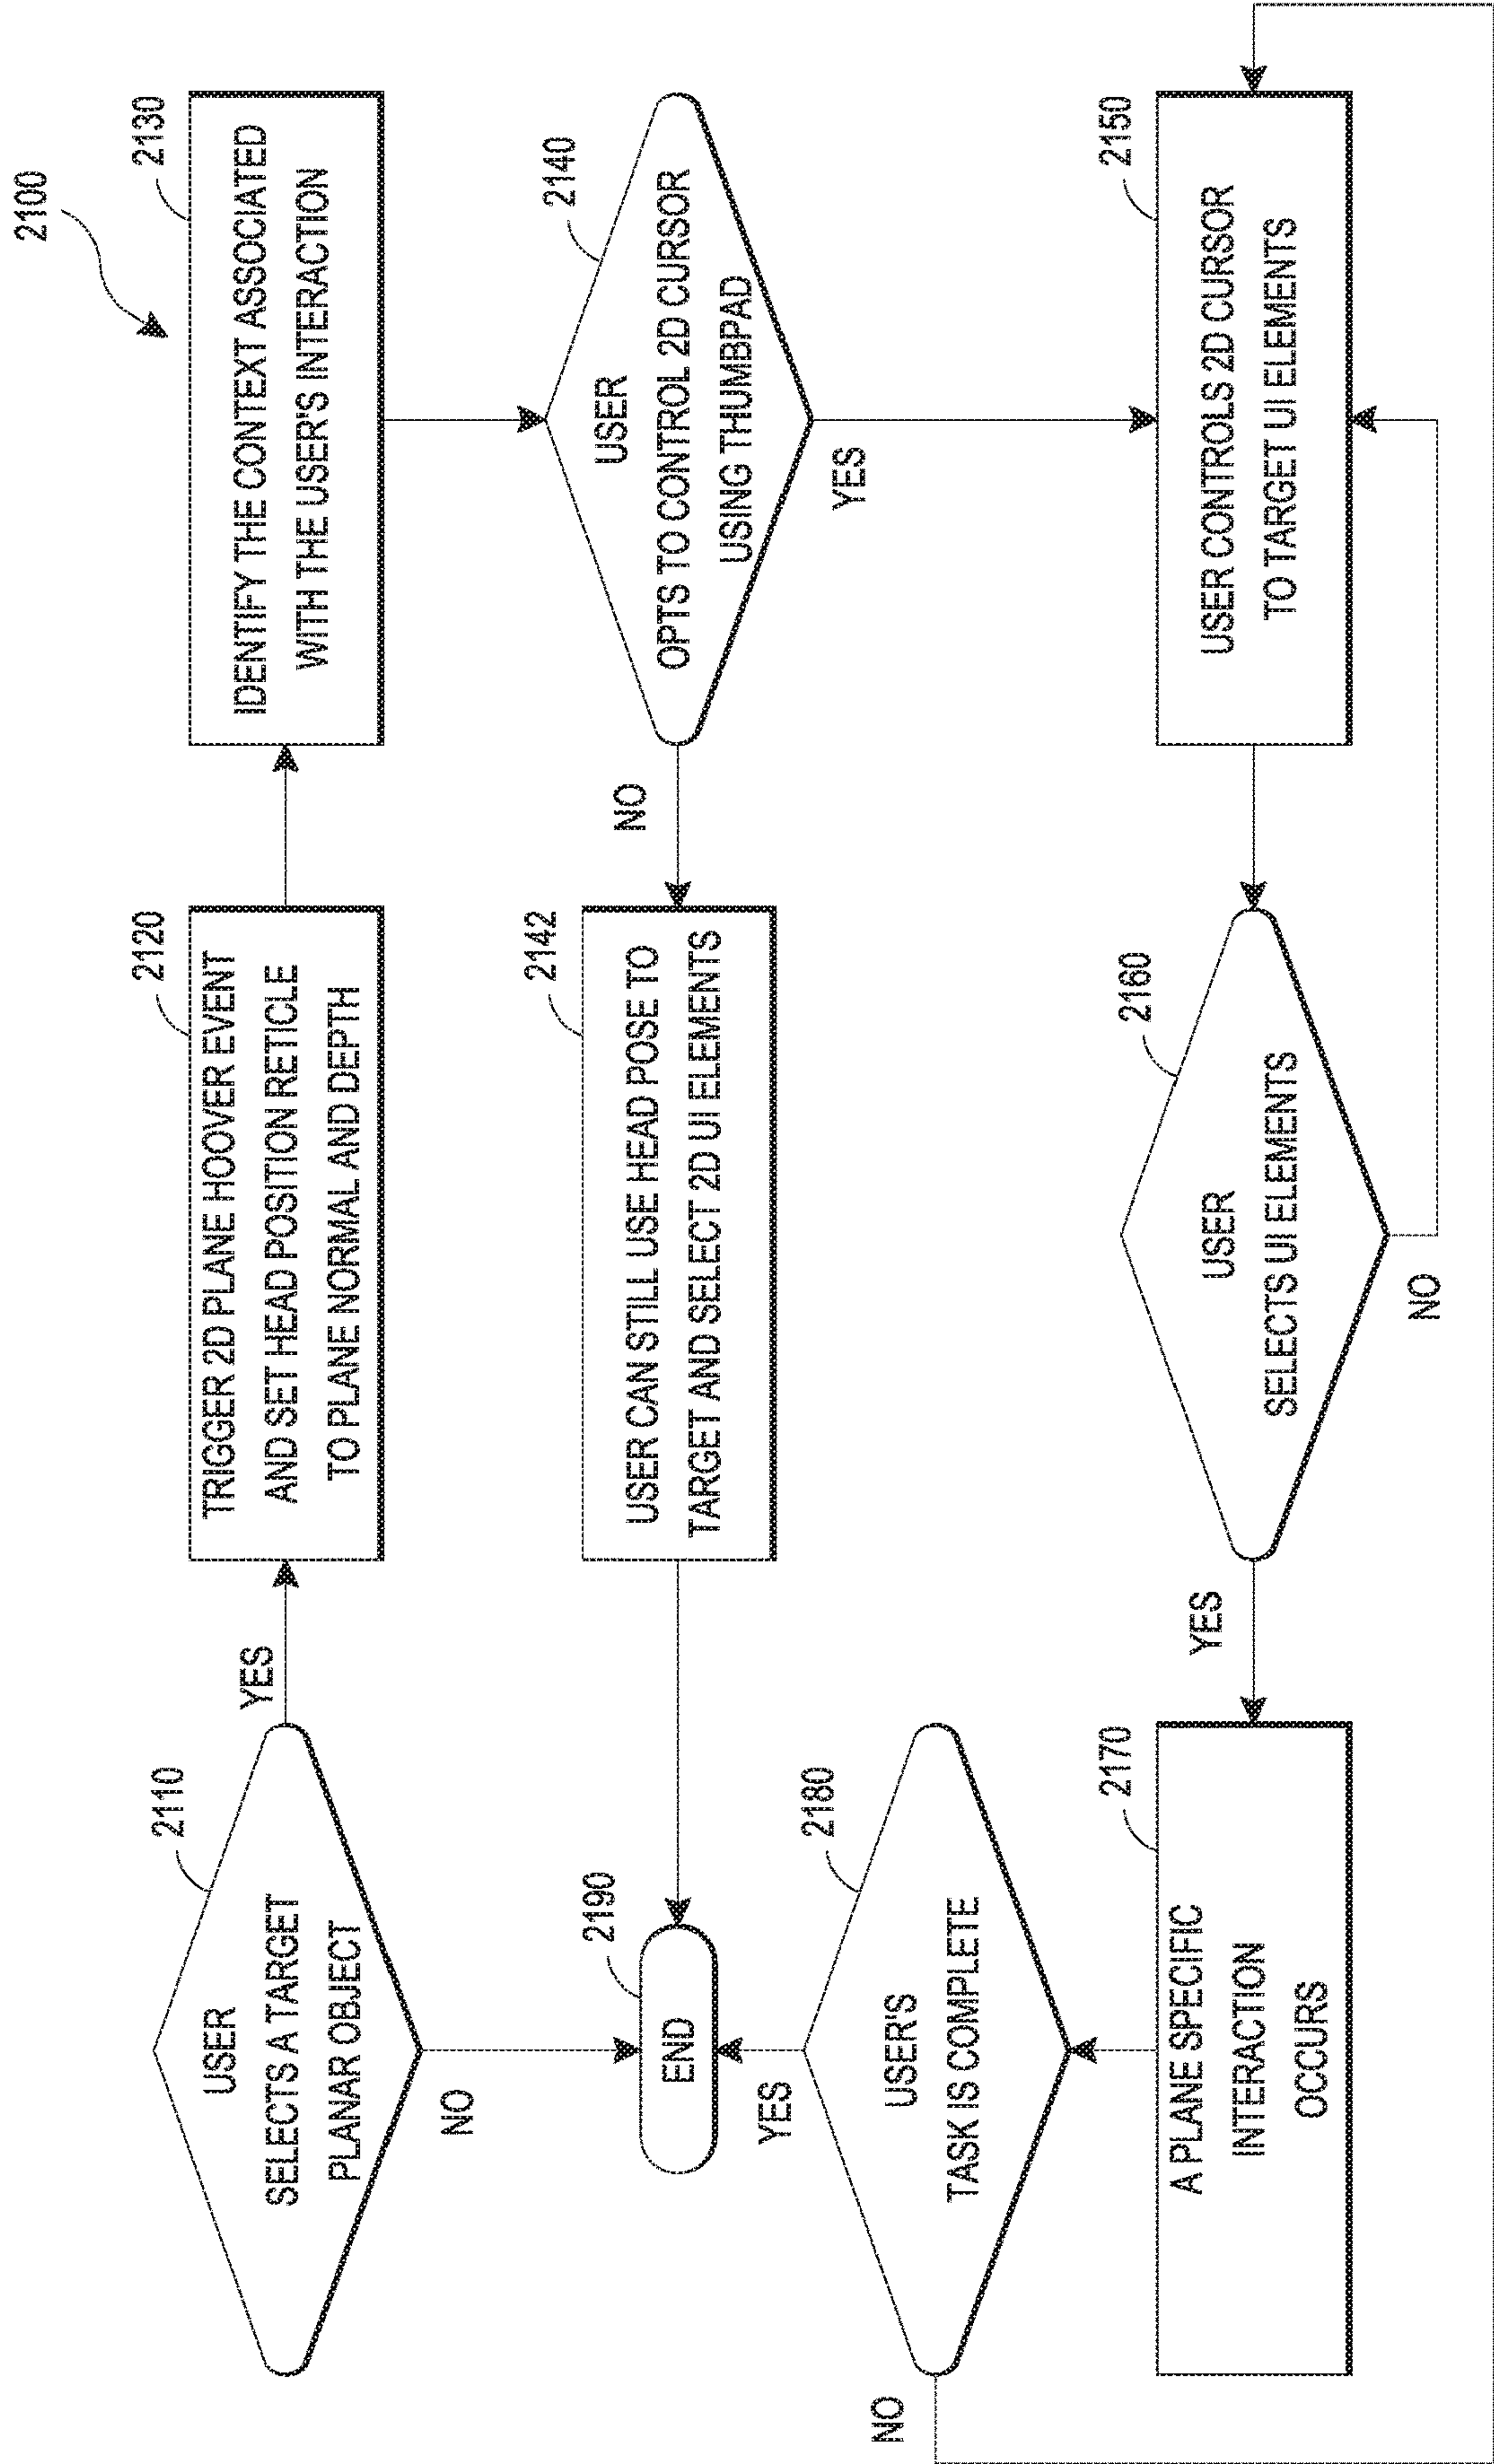 2100
2110
USER
SELECTS A TARGET
PLANAR OBJECT
YES
NO
2120
TRIGGER 2D PLANE HOOVER EVENT
AND SET HEAD POSITION RETICLE
TO PLANE NORMAL AND DEPTH
2130
IDENTIFY THE CONTEXT ASSOCIATED
WITH THE USER'S INTERACTION
2140
USER
OPTS TO CONTROL 2D CURSOR
USING THUMBPAD
NO
YES
2142
USER CAN STILL USE HEAD POSE TO
TARGET AND SELECT 2D UI ELEMENTS
2190
END
2150
USER CONTROLS 2D CURSOR
TO TARGET UI ELEMENTS
2160
USER
SELECTS UI ELEMENTS
YES
NO
2170
A PLANE SPECIFIC
INTERACTION
OCCURS
2180
USER'S
TASK IS COMPLETE
YES
NO